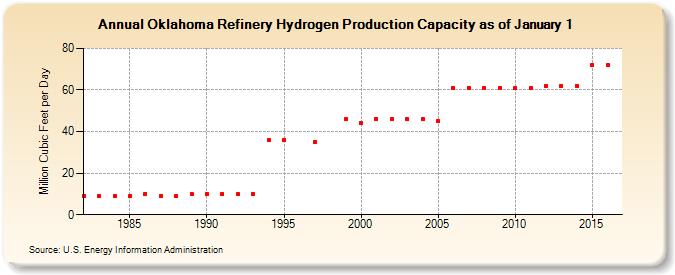 Annual Oklahoma Refinery Hydrogen Production Capacity as of January 1
Million Cubic Feet per Day
80
60
40
20
0
1985 1990 1995 2000 2005 2010 2015
Source: U.S. Energy Information Administration